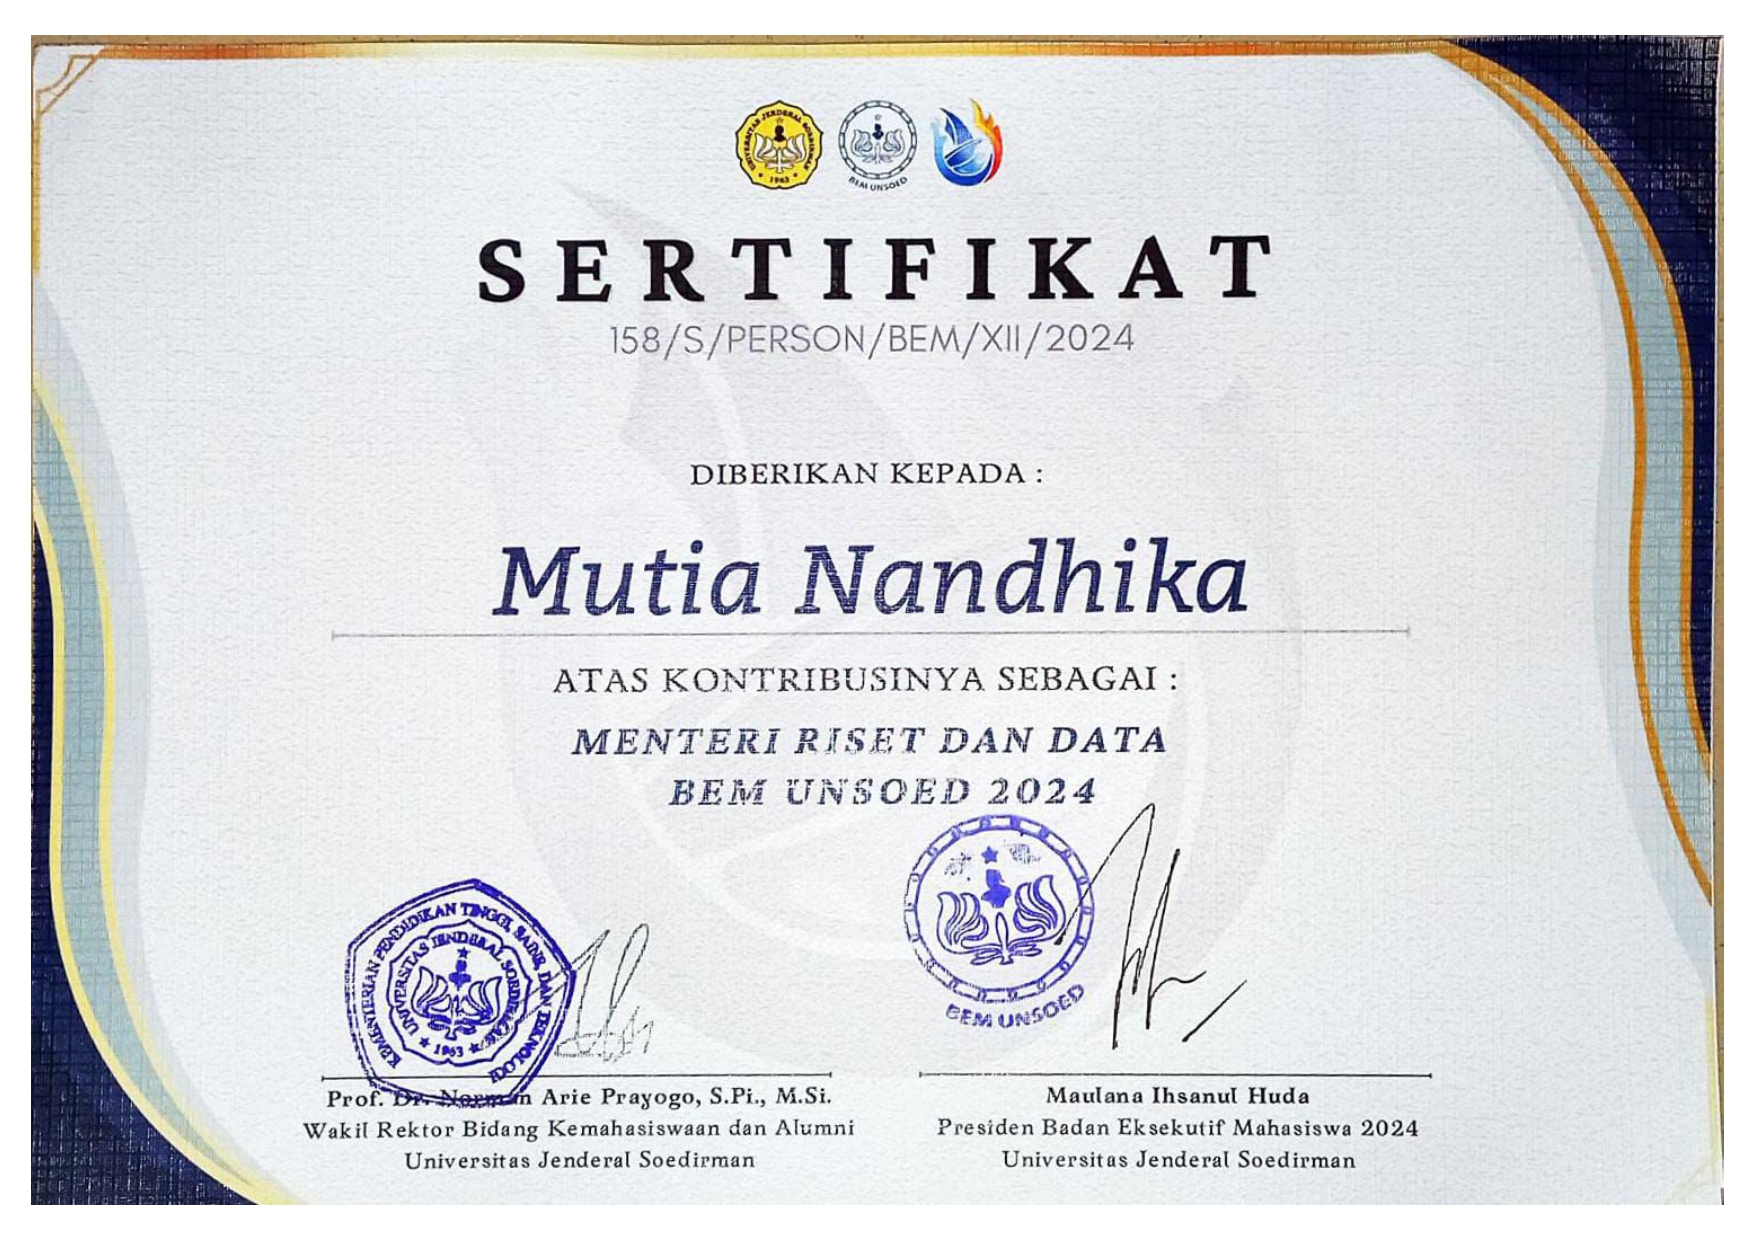 UNIVERSITAS JENDERAL SOEDIRMAN
1963
BEM UNSOED
SERTIFIKAT
158/S/PERSON/BEM/XII/2024
DIBERIKAN KEPADA :
Mutia Nandhika
ATAS KONTRIBUSINYA SEBAGAI :
MENTERI RISET DAN DATA
BEM UNSOED 2024
KEMENTERIAN PENDIDIKAN TINGGI, SAINS, DAN TEKNOLOGI
UNIVERSITAS JENDERAL SOEDIRMAN
1963
BEM UNSOED
Prof. Dr. Norman Arie Prayogo, S.Pi., M.Si.
Wakil Rektor Bidang Kemahasiswaan dan Alumni
Universitas Jenderal Soedirman
Maulana Ihsanul Huda
Presiden Badan Eksekutif Mahasiswa 2024
Universitas Jenderal Soedirman